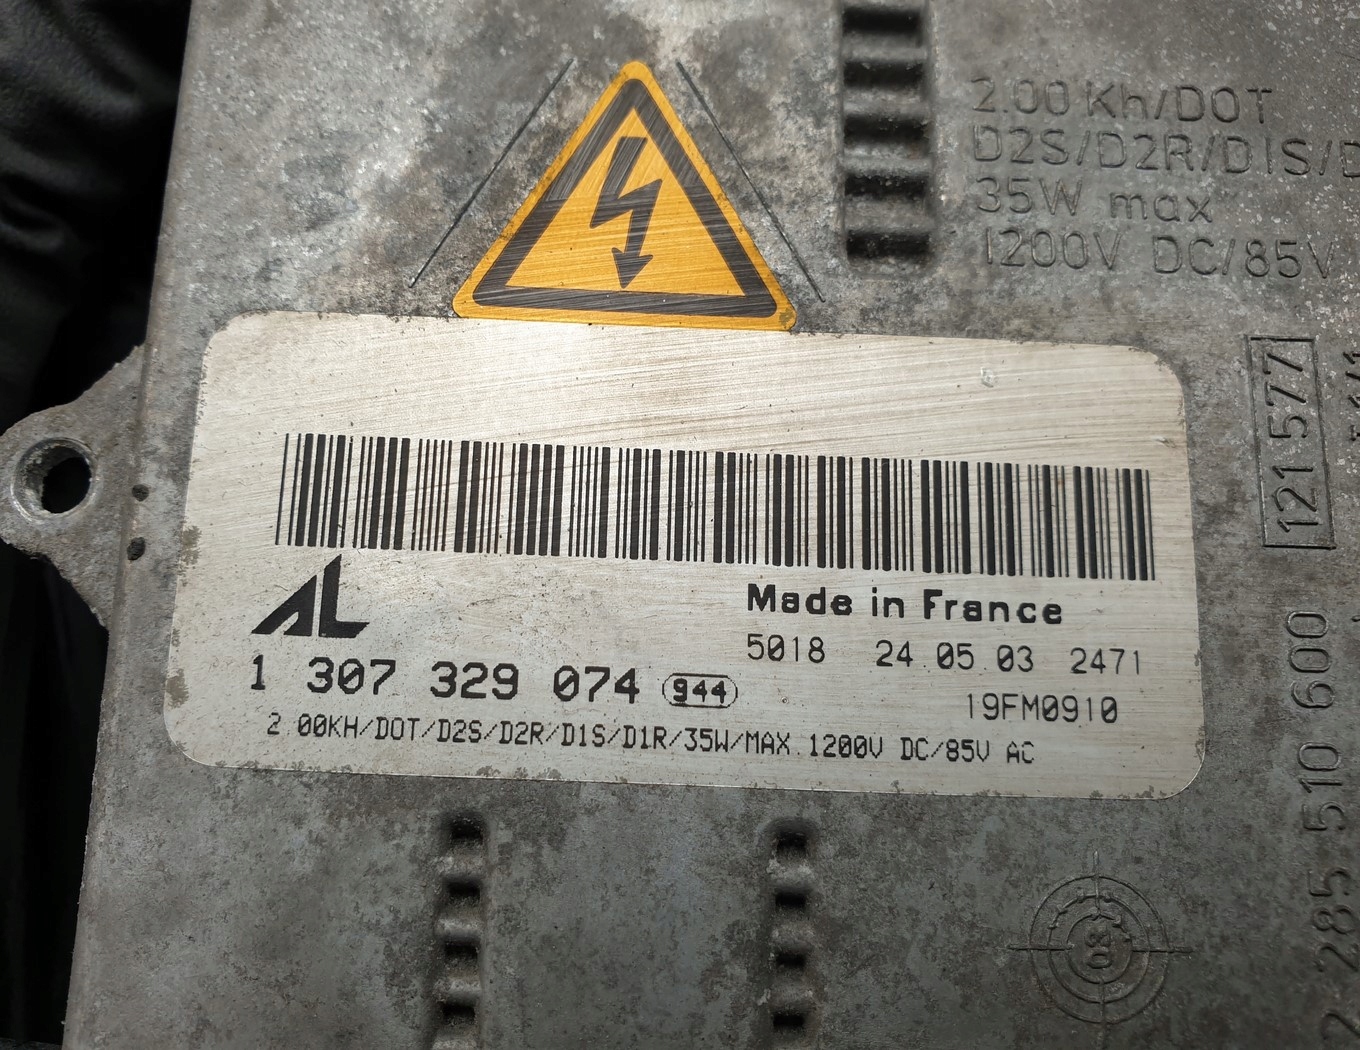 2.00 Kh/DOT
D2S/D2R/D1S/D
35W max
1200V DC/85V
AL
Made in France
5018 24 05 03 2471
1 307 329 074 944
19FM0910
2 00KH/DOT/D2S/D2R/D1S/D1R/35W/MAX.1200V DC/85V AC
121 577
2 285 510 600